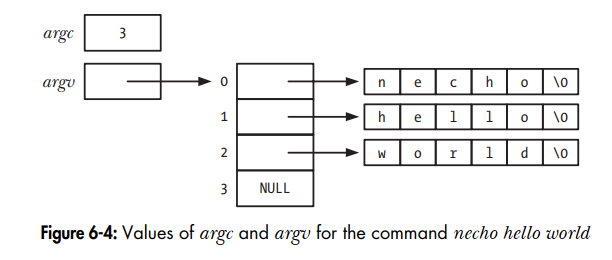 argc 3
argv 0 n e c h o \0
1 h e l l o \0
2 w o r l d \0
3 NULL
Figure 6-4: Values of argc and argv for the command necho hello world